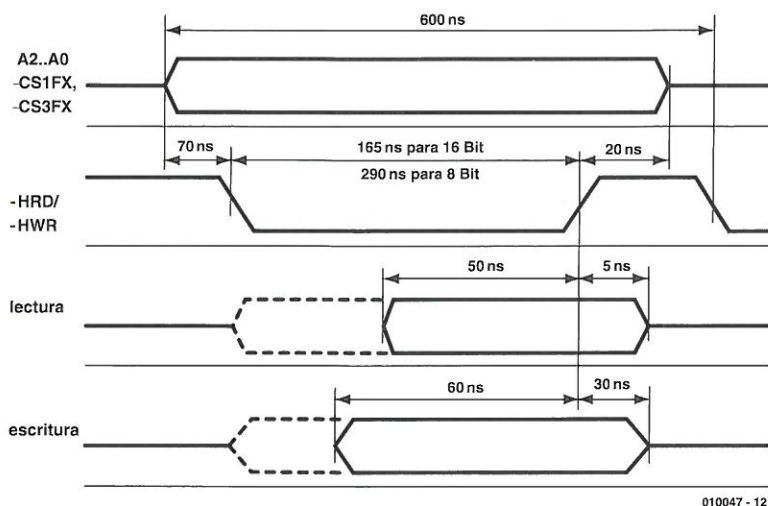 600 ns
A2..A0
-CS1FX,
-CS3FX
70 ns
165 ns para 16 Bit
20 ns
290 ns para 8 Bit
-HRD/
-HWR
50 ns
5 ns
lectura
60 ns
30 ns
escritura
010047 - 12